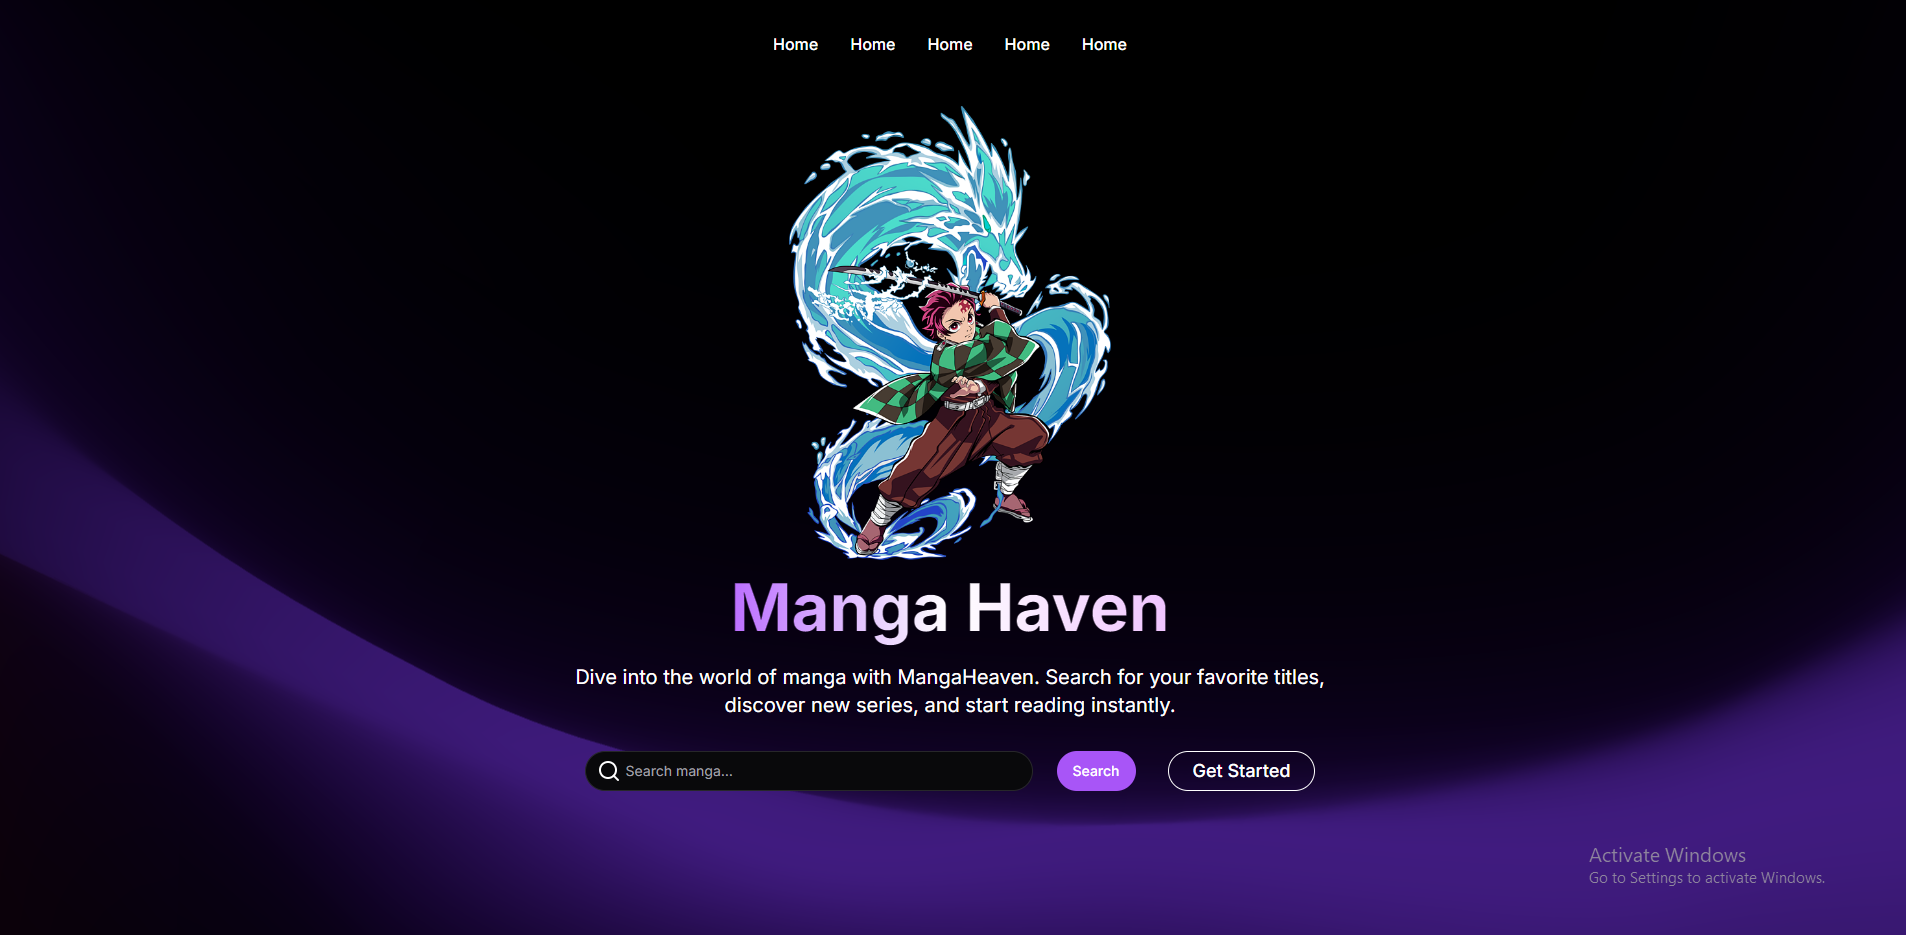 Home Home Home Home Home
Manga Haven
Dive into the world of manga with MangaHeaven. Search for your favorite titles,
discover new series, and start reading instantly.
Search manga... Search Get Started
Activate Windows
Go to Settings to activate Windows.